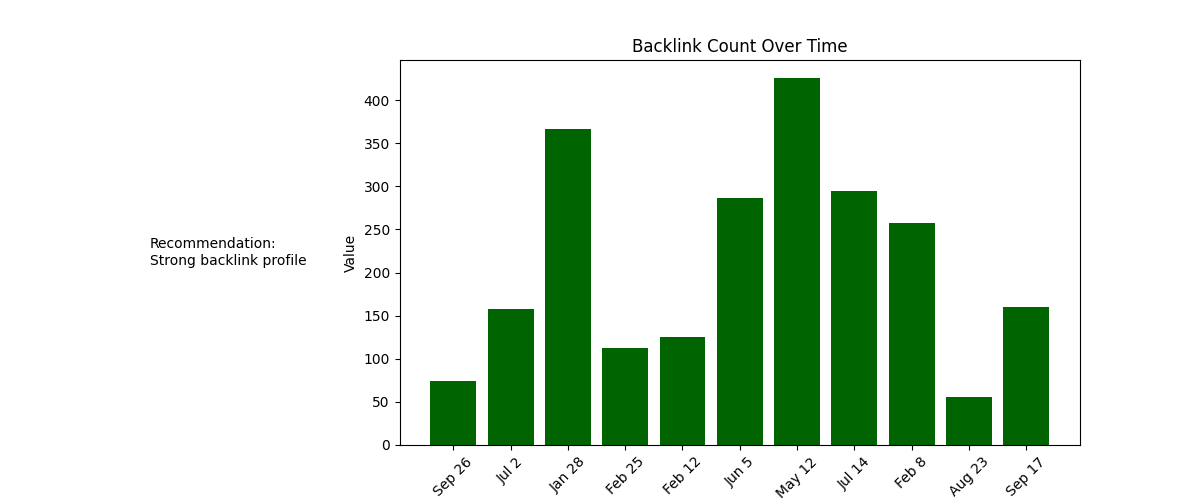 Backlink Count Over Time
Recommendation:
Strong backlink profile
Value
400
350
300
250
200
150
100
50
0
Sep 26
Jul 2
Jan 28
Feb 25
Feb 12
Jun 5
May 12
Jul 14
Feb 8
Aug 23
Sep 17